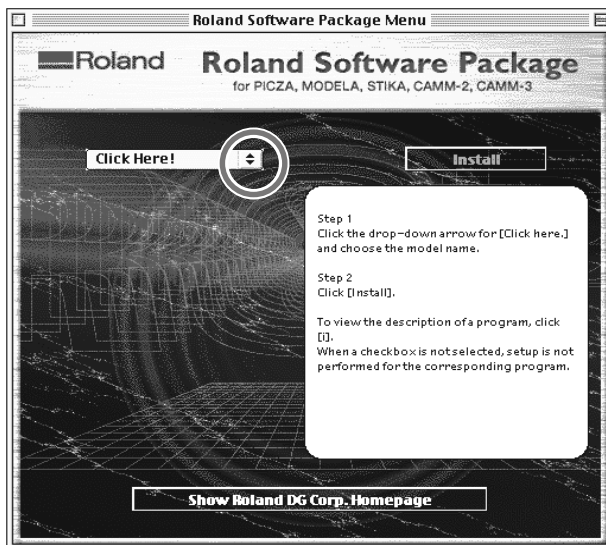 Roland Software Package Menu
Roland
Roland Software Package
for PICZA, MODELA, STIKA, CAMM-2, CAMM-3
Click Here!
Install
Step 1
Click the drop-down arrow for [Click here.]
and choose the model name.
Step 2
Click [Install].
To view the description of a program, click
[i].
When a checkbox is not selected, setup is not
performed for the corresponding program.
Show Roland DG Corp. Homepage